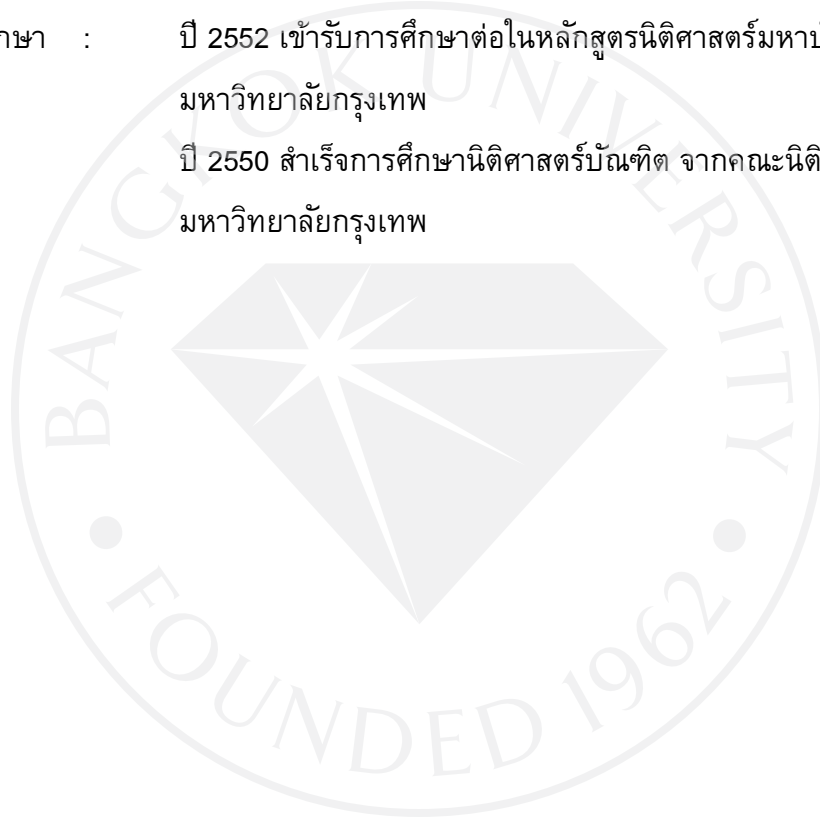 กษา : ปี 2552 เข้ารับการศึกษาต่อในหลักสูตรนิติศาสตร์มหาบ
มหาวิทยาลัยกรุงเทพ
ปี 2550 สำเร็จการศึกษานิติศาสตร์บัณฑิต จากคณะนิติ
มหาวิทยาลัยกรุงเทพ
BANGKOK UNIVERSITY
FOUNDED 1962